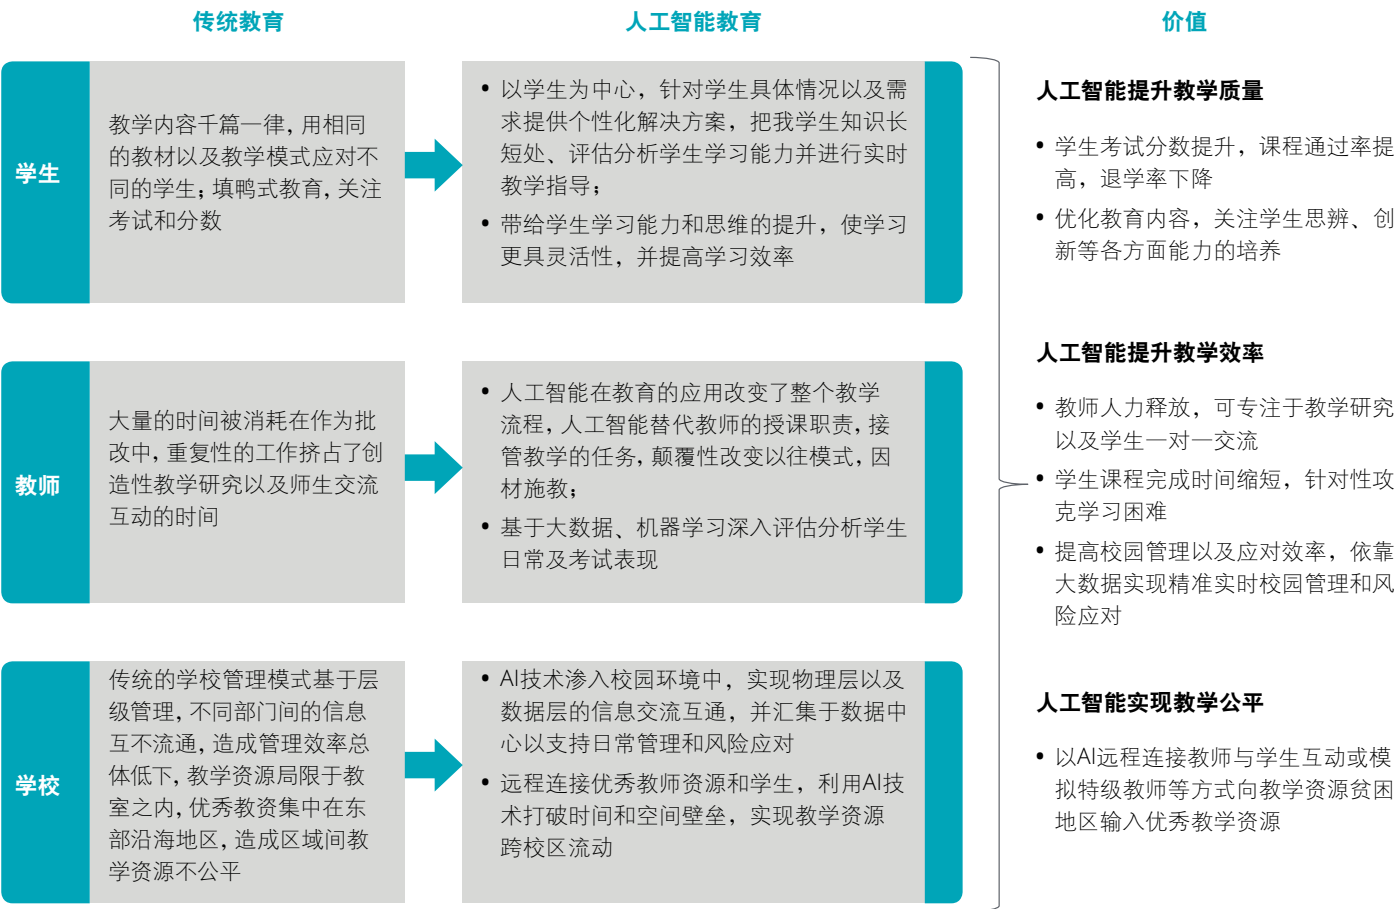 传统教育
人工智能教育
价值
学生
教学内容千篇一律，用相同
的教材以及教学模式应对不
同的学生；填鸭式教育，关注
考试和分数
• 以学生为中心，针对学生具体情况以及需
求提供个性化解决方案，把我学生知识长
短处、评估分析学生学习能力并进行实时
教学指导；
• 带给学生学习能力和思维的提升，使学习
更具灵活性，并提高学习效率
教师
大量的时间被消耗在作为批
改中，重复性的工作挤占了创
造性教学研究以及师生交流
互动的时间
• 人工智能在教育的应用改变了整个教学
流程，人工智能替代教师的授课职责，接
管教学的任务，颠覆性改变以往模式，因
材施教；
• 基于大数据、机器学习深入评估分析学生
日常及考试表现
学校
传统的学校管理模式基于层
级管理，不同部门间的信息
互不流通，造成管理效率总
体低下，教学资源局限于教
室之内，优秀教资集中在东
部沿海地区，造成区域间教
学资源不公平
• AI技术渗入校园环境中，实现物理层以及
数据层的信息交流互通，并汇集于数据中
心以支持日常管理和风险应对
• 远程连接优秀教师资源和学生，利用AI技
术打破时间和空间壁垒，实现教学资源
跨校区流动
人工智能提升教学质量
• 学生考试分数提升，课程通过率提
高，退学率下降
• 优化教育内容，关注学生思辨、创
新等各方面能力的培养
人工智能提升教学效率
• 教师人力释放，可专注于教学研究
以及学生一对一交流
• 学生课程完成时间缩短，针对性攻
克学习困难
• 提高校园管理以及应对效率，依靠
大数据实现精准实时校园管理和风
险应对
人工智能实现教学公平
• 以AI远程连接教师与学生互动或模
拟特级教师等方式向教学资源贫困
地区输入优秀教学资源